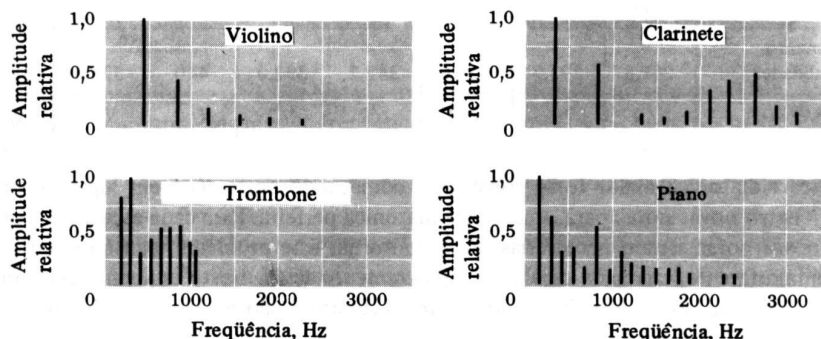 1,0
Violino
Amplitude
relativa
0,5
0
1,0
Clarinete
Amplitude
relativa
0,5
0
1,0
Trombone
Amplitude
relativa
0,5
0
1000
2000
3000
Freqüência, Hz
1,0
Piano
Amplitude
relativa
0,5
0
1000
2000
3000
Freqüência, Hz